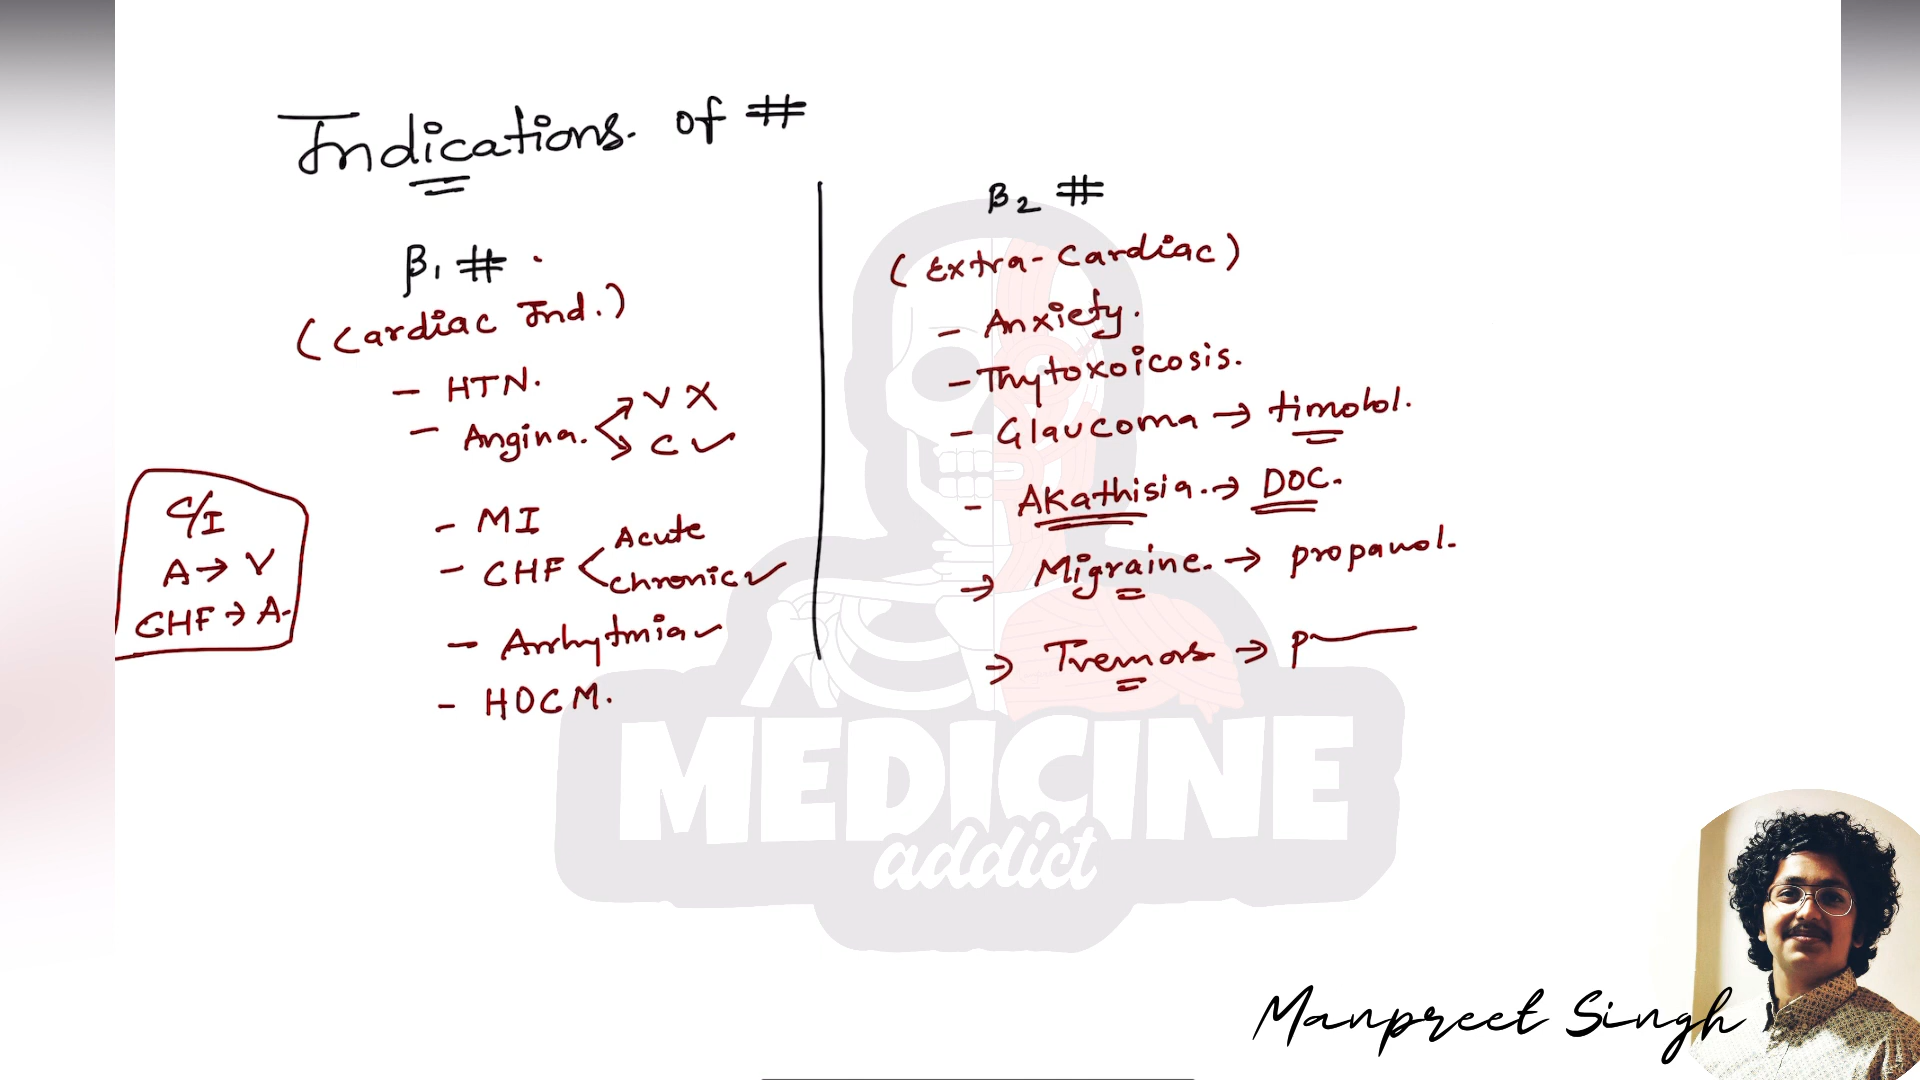 Indications. of #
β1 # .
(Cardiac Ind.)
- HTN.
- Angina. → V X
→ C ✓
- MI
- CHF < Acute
chronic ✓
- Arrhytmia ✓
- HOCM.
C/I
A → V
CHF → A.
β2 #
(Extra-Cardiac)
- Anxiety.
- Thytoxoicosis.
- Glaucoma → timolol.
- AKathisia. → DOC.
→ Migraine. → propanol.
→ Tremors → P
MEDICINE
addict
Manpreet Singh